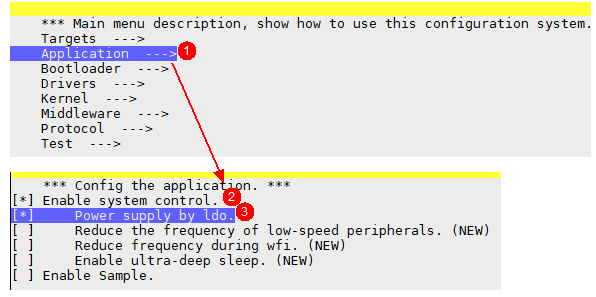 *** Main menu description, show how to use this configuration system.
Targets  --->
Application  ---> 1
Bootloader  --->
Drivers  --->
Kernel  --->
Middleware  --->
Protocol  --->
Test  --->
*** Config the application. ***
[*] Enable system control. 2
[*]     Power supply by ldo. 3
[ ]     Reduce the frequency of low-speed peripherals. (NEW)
[ ]     Reduce frequency during wfi. (NEW)
[ ]     Enable ultra-deep sleep. (NEW)
[ ] Enable Sample.